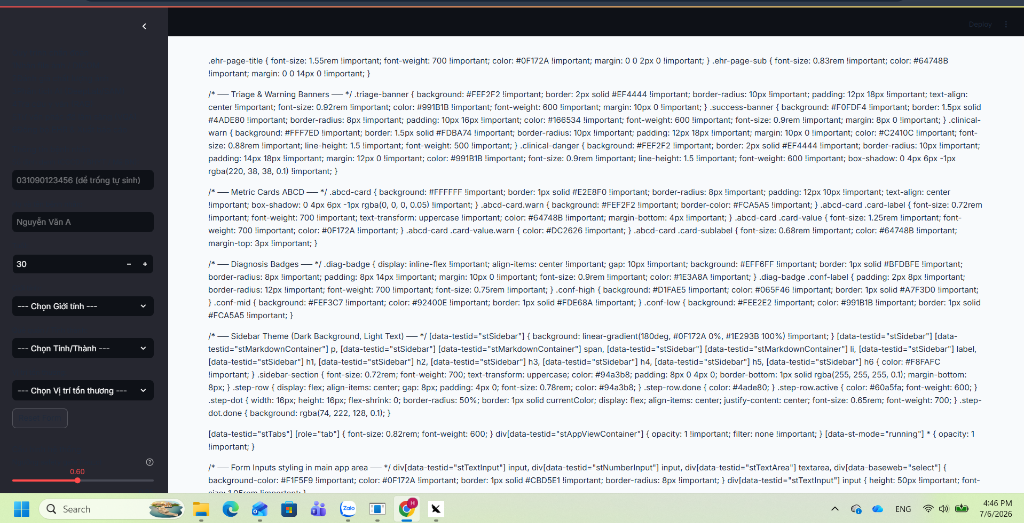 031090123456 (để trống tự sinh)
Nguyễn Văn A
30
--- Chọn Giới tính ---
--- Chọn Tỉnh/Thành ---
--- Chọn Vị trí tổn thương ---
0.60
.ehr-page-title { font-size: 1.55rem !important; font-weight: 700 !important; color: #0F172A !important; margin: 0 0 2px 0 !important; } .ehr-page-sub { font-size: 0.83rem !important; color: #64748B
!important; margin: 0 0 14px 0 !important; }
/* ── Triage & Warning Banners ── */ .triage-banner { background: #FEF2F2 !important; border: 2px solid #EF4444 !important; border-radius: 10px !important; padding: 12px 18px !important; text-align:
center !important; font-size: 0.92rem !important; color: #991B1B !important; font-weight: 600 !important; margin: 10px 0 !important; } .success-banner { background: #F0FDF4 !important; border: 1.5px solid
#4ADE80 !important; border-radius: 8px !important; padding: 10px 16px !important; color: #166534 !important; font-weight: 600 !important; font-size: 0.9rem !important; margin: 8px 0 !important; } .clinical-
warn { background: #FFF7ED !important; border: 1.5px solid #FDBA74 !important; border-radius: 10px !important; padding: 12px 18px !important; margin: 10px 0 !important; color: #C2410C !important; font-
size: 0.88rem !important; line-height: 1.5 !important; font-weight: 500 !important; } .clinical-danger { background: #FEF2F2 !important; border: 2px solid #EF4444 !important; border-radius: 10px !important;
padding: 14px 18px !important; margin: 12px 0 !important; color: #991B1B !important; font-size: 0.9rem !important; line-height: 1.5 !important; font-weight: 600 !important; box-shadow: 0 4px 6px -1px
rgba(220, 38, 38, 0.1) !important; }
/* ── Metric Cards ABCD ── */ .abcd-card { background: #FFFFFF !important; border: 1px solid #E2E8F0 !important; border-radius: 8px !important; padding: 12px 10px !important; text-align: center
!important; box-shadow: 0 4px 6px -1px rgba(0, 0, 0, 0.05) !important; } .abcd-card.warn { background: #FEF2F2 !important; border-color: #FCA5A5 !important; } .abcd-card .card-label { font-size: 0.72rem
!important; font-weight: 700 !important; text-transform: uppercase !important; color: #64748B !important; margin-bottom: 4px !important; } .abcd-card .card-value { font-size: 1.25rem !important; font-
weight: 700 !important; color: #0F172A !important; } .abcd-card .card-value.warn { color: #DC2626 !important; } .abcd-card .card-sublabel { font-size: 0.68rem !important; color: #64748B !important;
margin-top: 3px !important; }
/* ── Diagnosis Badges ── */ .diag-badge { display: inline-flex !important; align-items: center !important; gap: 10px !important; background: #EFF6FF !important; border: 1px solid #BFDBFE !important;
border-radius: 8px !important; padding: 8px 14px !important; margin: 10px 0 !important; font-size: 0.9rem !important; color: #1E3A8A !important; } .diag-badge .conf-label { padding: 2px 8px !important;
border-radius: 12px !important; font-weight: 700 !important; font-size: 0.75rem !important; } .conf-high { background: #D1FAE5 !important; color: #065F46 !important; border: 1px solid #A7F3D0 !important;
} .conf-mid { background: #FEF3C7 !important; color: #92400E !important; border: 1px solid #FDE68A !important; } .conf-low { background: #FEE2E2 !important; color: #991B1B !important; border: 1px solid
#FCA5A5 !important; }
/* ── Sidebar Theme (Dark Background, Light Text) ── */ [data-testid="stSidebar"] { background: linear-gradient(180deg, #0F172A 0%, #1E293B 100%) !important; } [data-testid="stSidebar"] [data-
testid="stMarkdownContainer"] p, [data-testid="stSidebar"] [data-testid="stMarkdownContainer"] span, [data-testid="stSidebar"] [data-testid="stMarkdownContainer"] li, [data-testid="stSidebar"] label,
[data-testid="stSidebar"] h1, [data-testid="stSidebar"] h2, [data-testid="stSidebar"] h3, [data-testid="stSidebar"] h4, [data-testid="stSidebar"] h5, [data-testid="stSidebar"] h6 { color: #F8FAFC
!important; } .sidebar-section { font-size: 0.72rem; font-weight: 700; text-transform: uppercase; color: #94a3b8; padding: 8px 0 4px 0; border-bottom: 1px solid rgba(255, 255, 255, 0.1); margin-bottom:
8px; } .step-row { display: flex; align-items: center; gap: 8px; padding: 4px 0; font-size: 0.78rem; color: #94a3b8; } .step-row.done { color: #4ade80; } .step-row.active { color: #60a5fa; font-weight: 600; }
.step-dot { width: 16px; height: 16px; flex-shrink: 0; border-radius: 50%; border: 1px solid currentColor; display: flex; align-items: center; justify-content: center; font-size: 0.65rem; font-weight: 700; } .step-
dot.done { background: rgba(74, 222, 128, 0.1); }
[data-testid="stTabs"] [role="tab"] { font-size: 0.82rem; font-weight: 600; } div[data-testid="stAppViewContainer"] { opacity: 1 !important; filter: none !important; } [data-st-mode="running"] * { opacity: 1
!important; }
/* ── Form Inputs styling in main app area ── */ div[data-testid="stTextInput"] input, div[data-testid="stNumberInput"] input, div[data-testid="stTextArea"] textarea, div[data-baseweb="select"] {
background-color: #F1F5F9 !important; color: #0F172A !important; border: 1px solid #CBD5E1 !important; border-radius: 8px !important; } div[data-testid="stTextInput"] input { height: 50px !important; font-
Search
Zalo
H
ENG
4:46 PM
7/6/2026